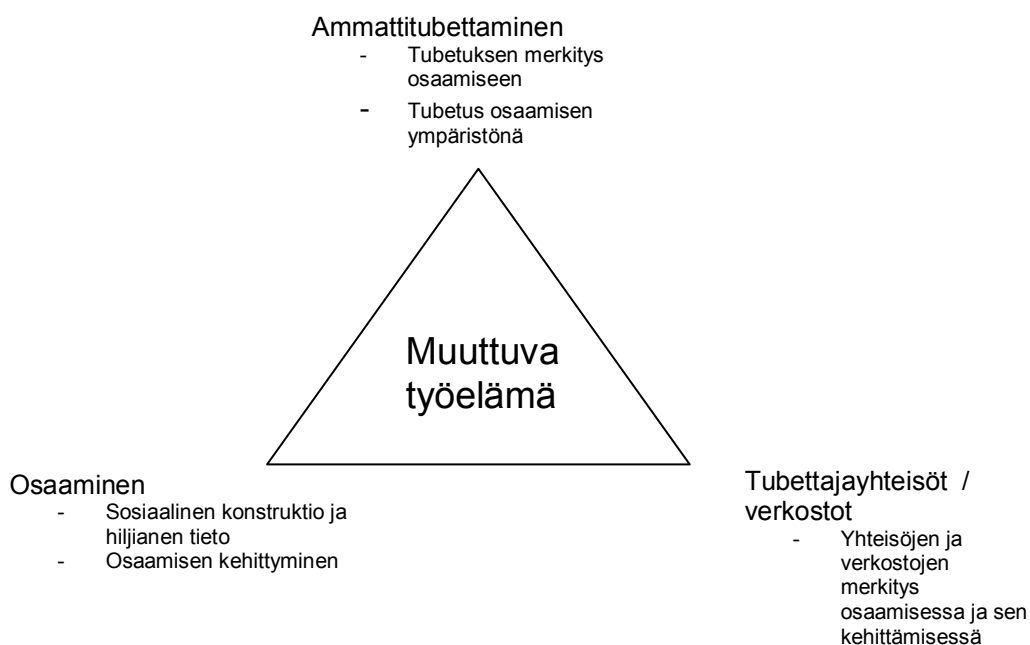 Ammattitubettaminen
- Tubetuksen merkitys
osaamiseen
- Tubetus osaamisen
ympäristönä
Muuttuva
työelämä
Osaaminen
- Sosiaalinen konstruktio ja
hiljianen tieto
- Osaamisen kehittyminen
Tubettajayhteisöt /
verkostot
- Yhteisöjen ja
verkostojen
merkitys
osaamisessa ja sen
kehittämisessä